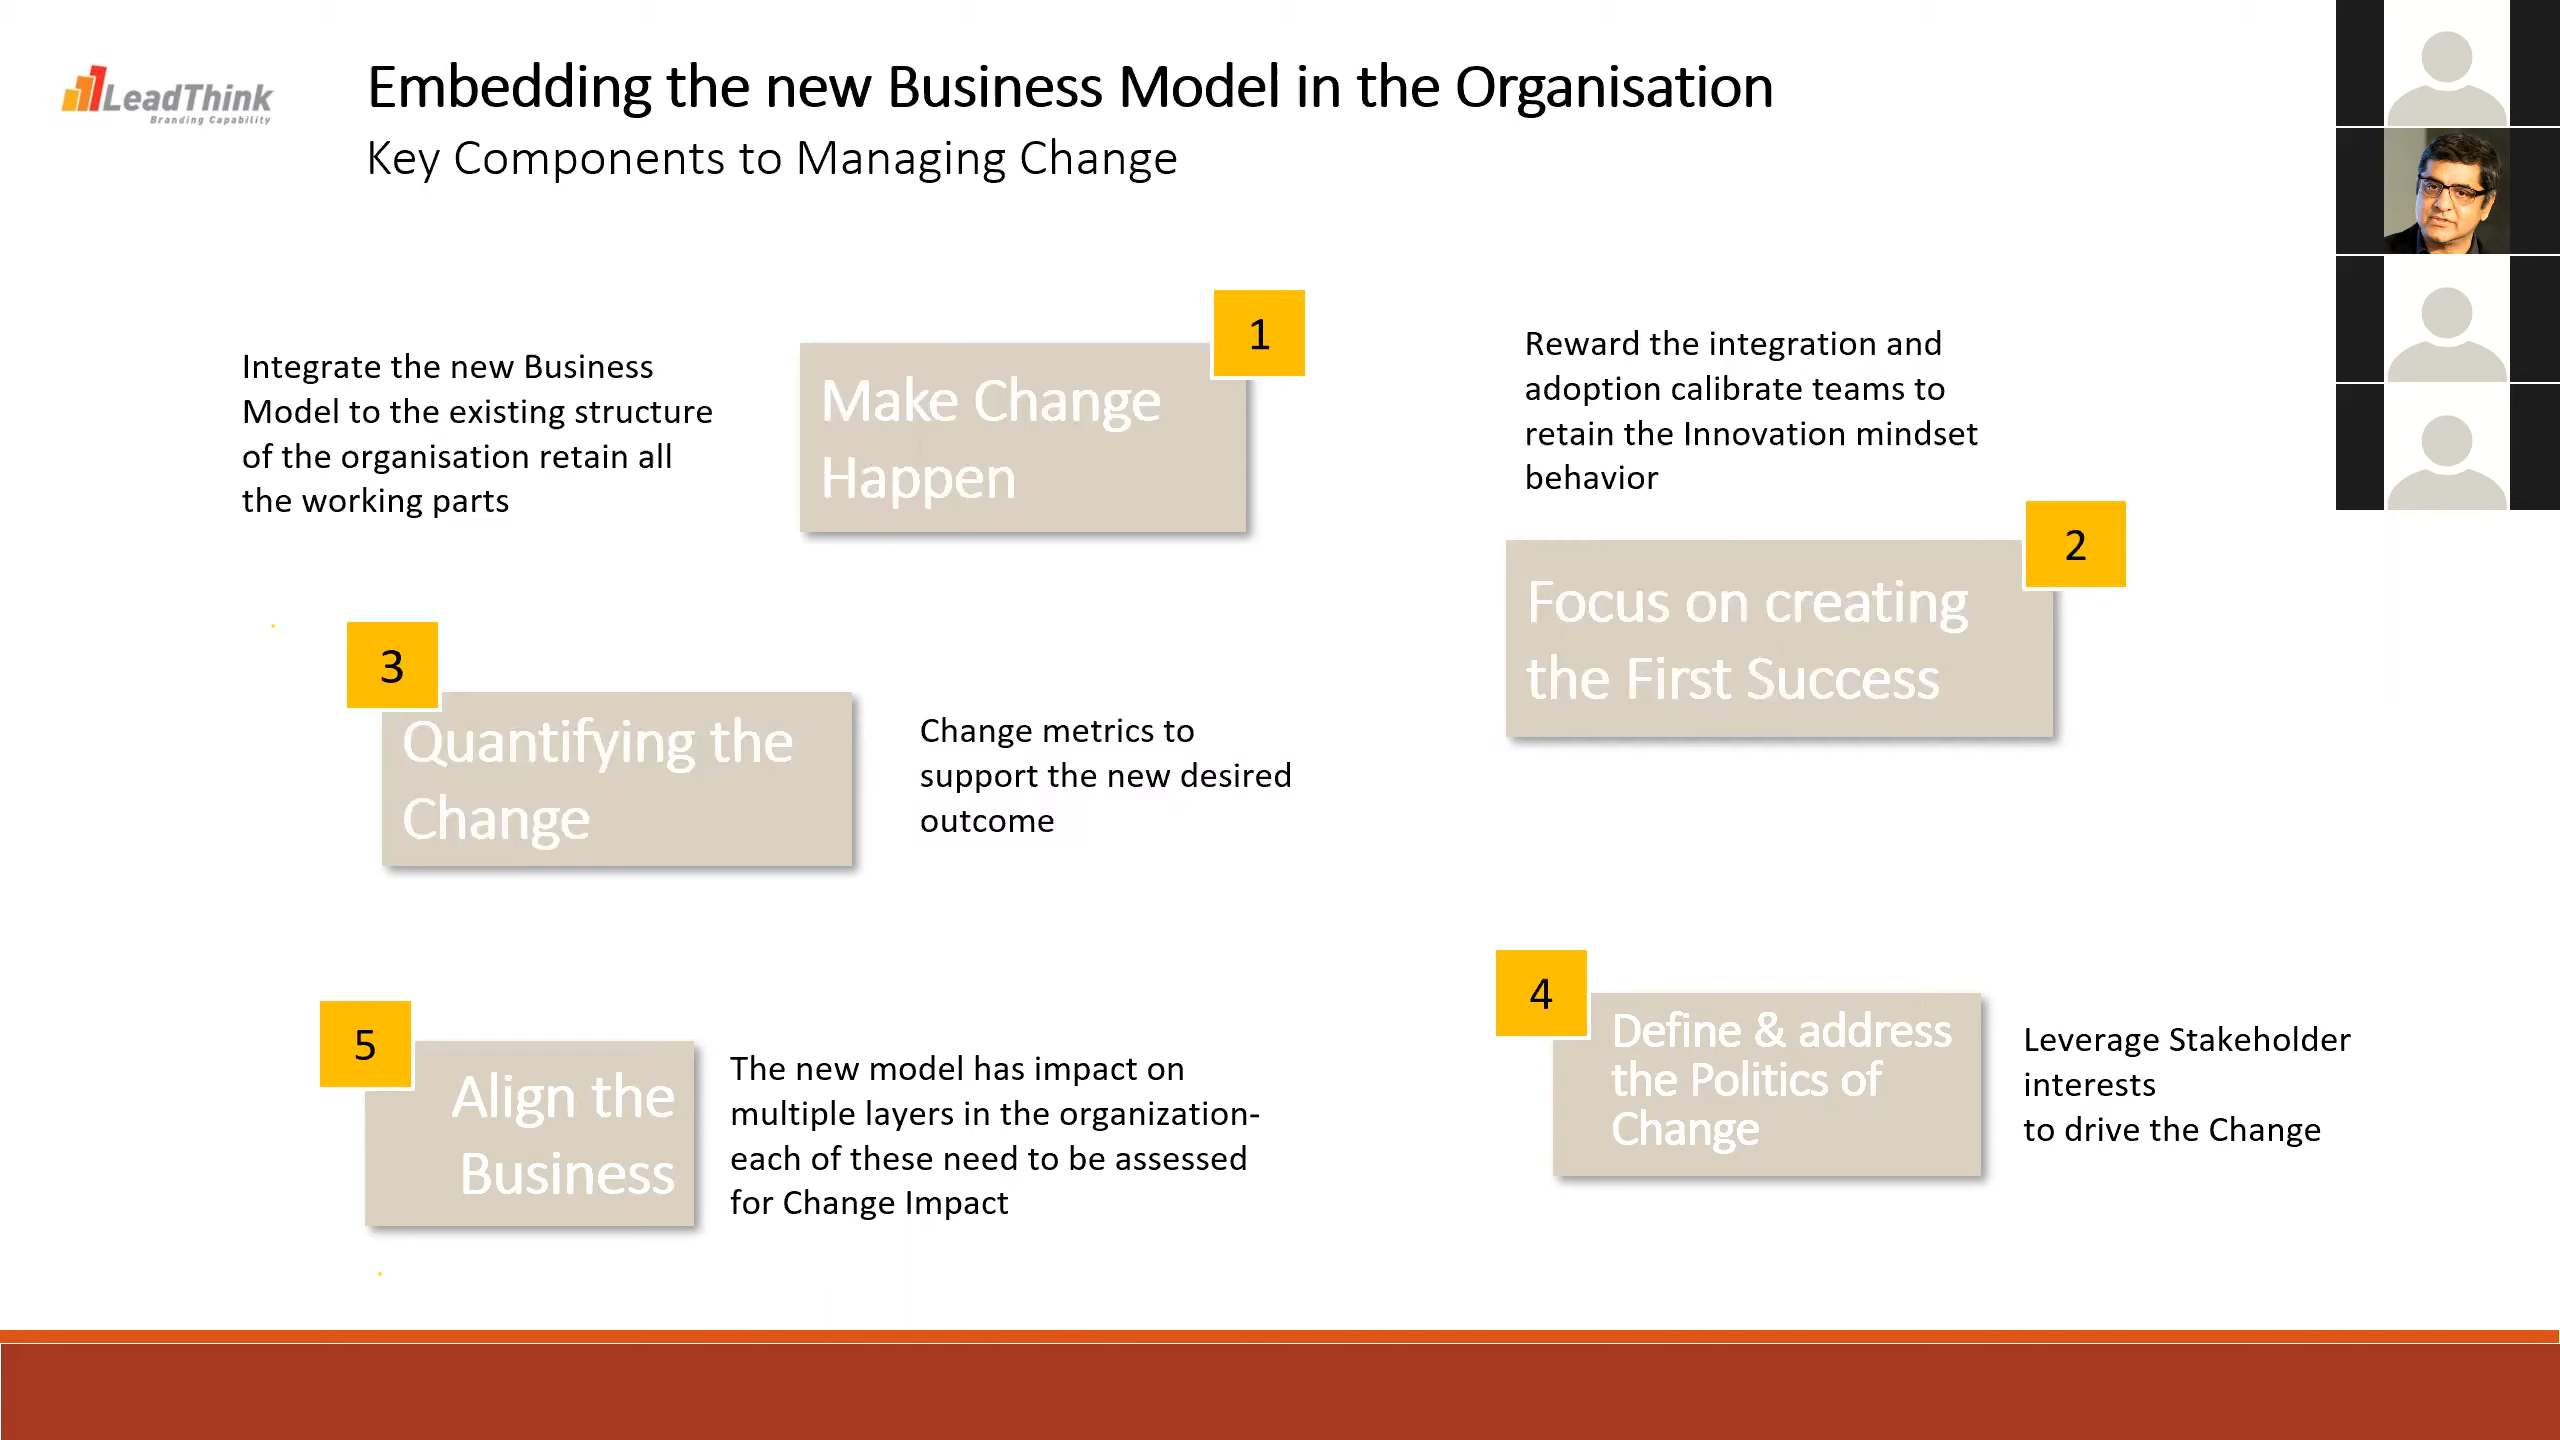 LeadThink
Branding Capability
Embedding the new Business Model in the Organisation
Key Components to Managing Change
Integrate the new Business
Model to the existing structure
of the organisation retain all
the working parts
1
Make Change
Happen
Reward the integration and
adoption calibrate teams to
retain the Innovation mindset
behavior
2
Focus on creating
the First Success
3
Quantifying the
Change
Change metrics to
support the new desired
outcome
4
Define & address
the Politics of
Change
Leverage Stakeholder
interests
to drive the Change
5
Align the
Business
The new model has impact on
multiple layers in the organization-
each of these need to be assessed
for Change Impact